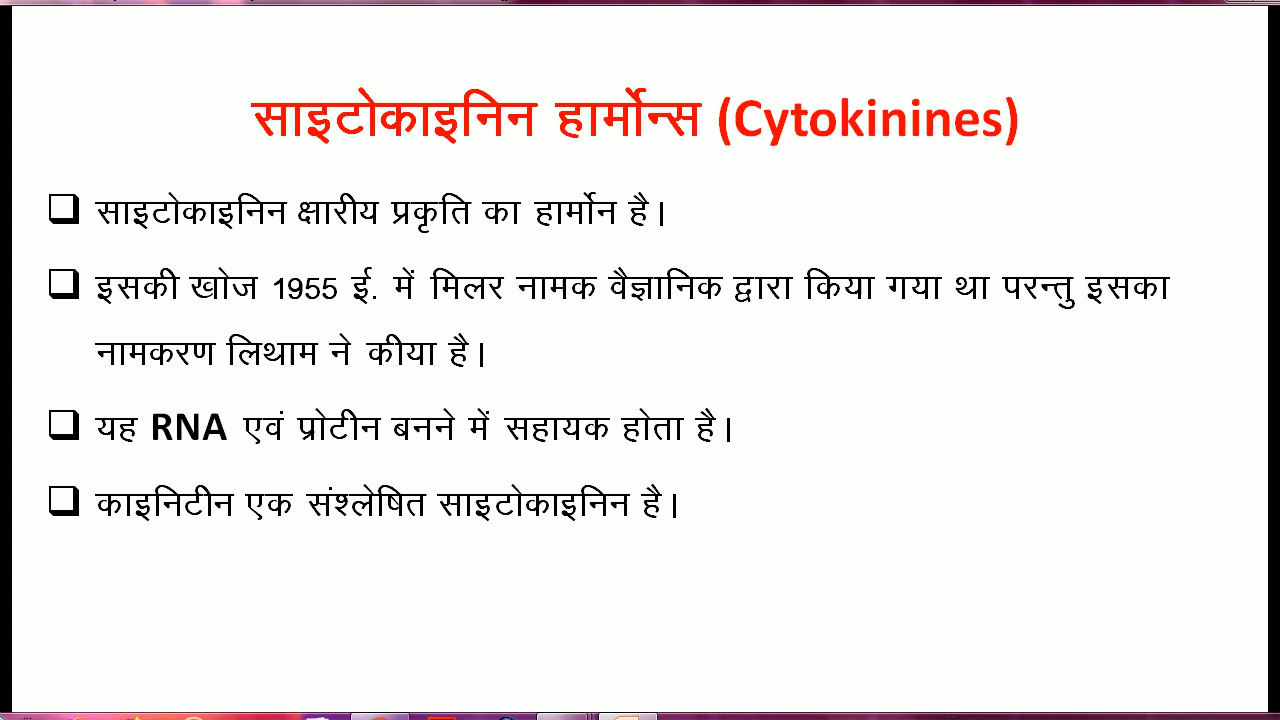 साइटोकाइनिन हार्मोन्स (Cytokinines)
साइटोकाइनिन क्षारीय प्रकृति का हार्मोन है।
इसकी खोज 1955 ई. में मिलर नामक वैज्ञानिक द्वारा किया गया था परन्तु इसका
नामकरण लिथाम ने कीया है।
यह RNA एवं प्रोटीन बनने में सहायक होता है।
काइनिटीन एक संश्लेषित साइटोकाइनिन है।